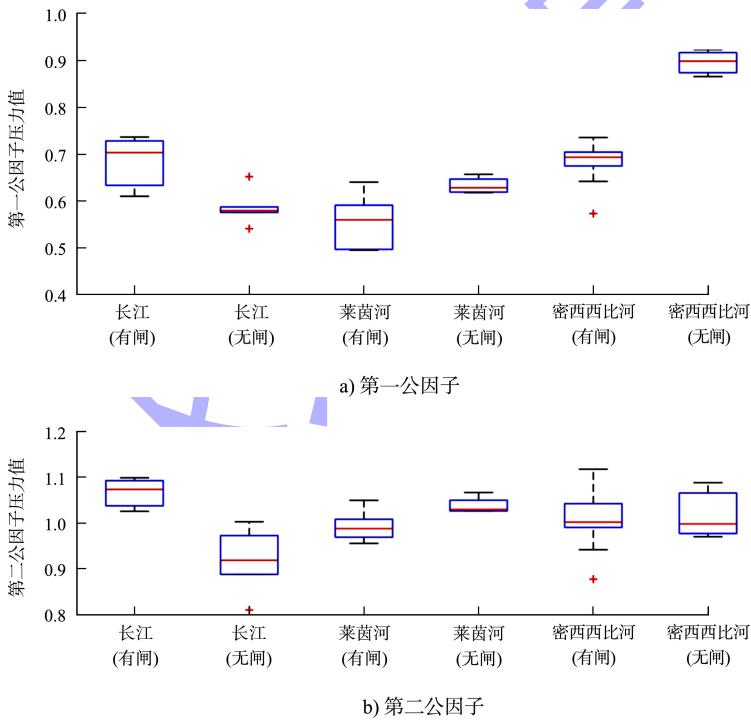 1.0
0.9
0.8
0.7
0.6
0.5
0.4
第一公因子压力值
长江 长江 莱茵河 莱茵河 密西西比河 密西西比河
(有闸) (无闸) (有闸) (无闸) (有闸) (无闸)
a) 第一公因子
1.2
1.1
1.0
0.9
0.8
第二公因子压力值
长江 长江 莱茵河 莱茵河 密西西比河 密西西比河
(有闸) (无闸) (有闸) (无闸) (有闸) (无闸)
b) 第二公因子